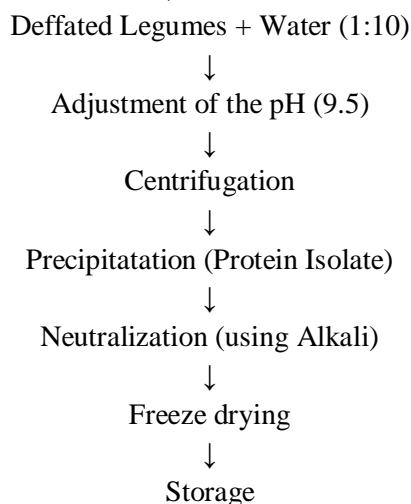 Deffated Legumes + Water (1:10)
↓
Adjustment of the pH (9.5)
↓
Centrifugation
↓
Precipitatation (Protein Isolate)
↓
Neutralization (using Alkali)
↓
Freeze drying
↓
Storage